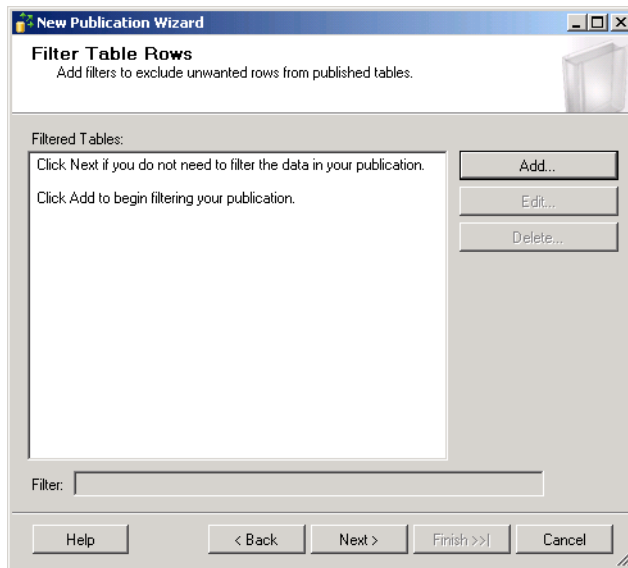 New Publication Wizard
Filter Table Rows
Add filters to exclude unwanted rows from published tables.
Filtered Tables:
Click Next if you do not need to filter the data in your publication.
Click Add to begin filtering your publication.
Add...
Edit...
Delete...
Filter:
Help
< Back
Next >
Finish >>|
Cancel